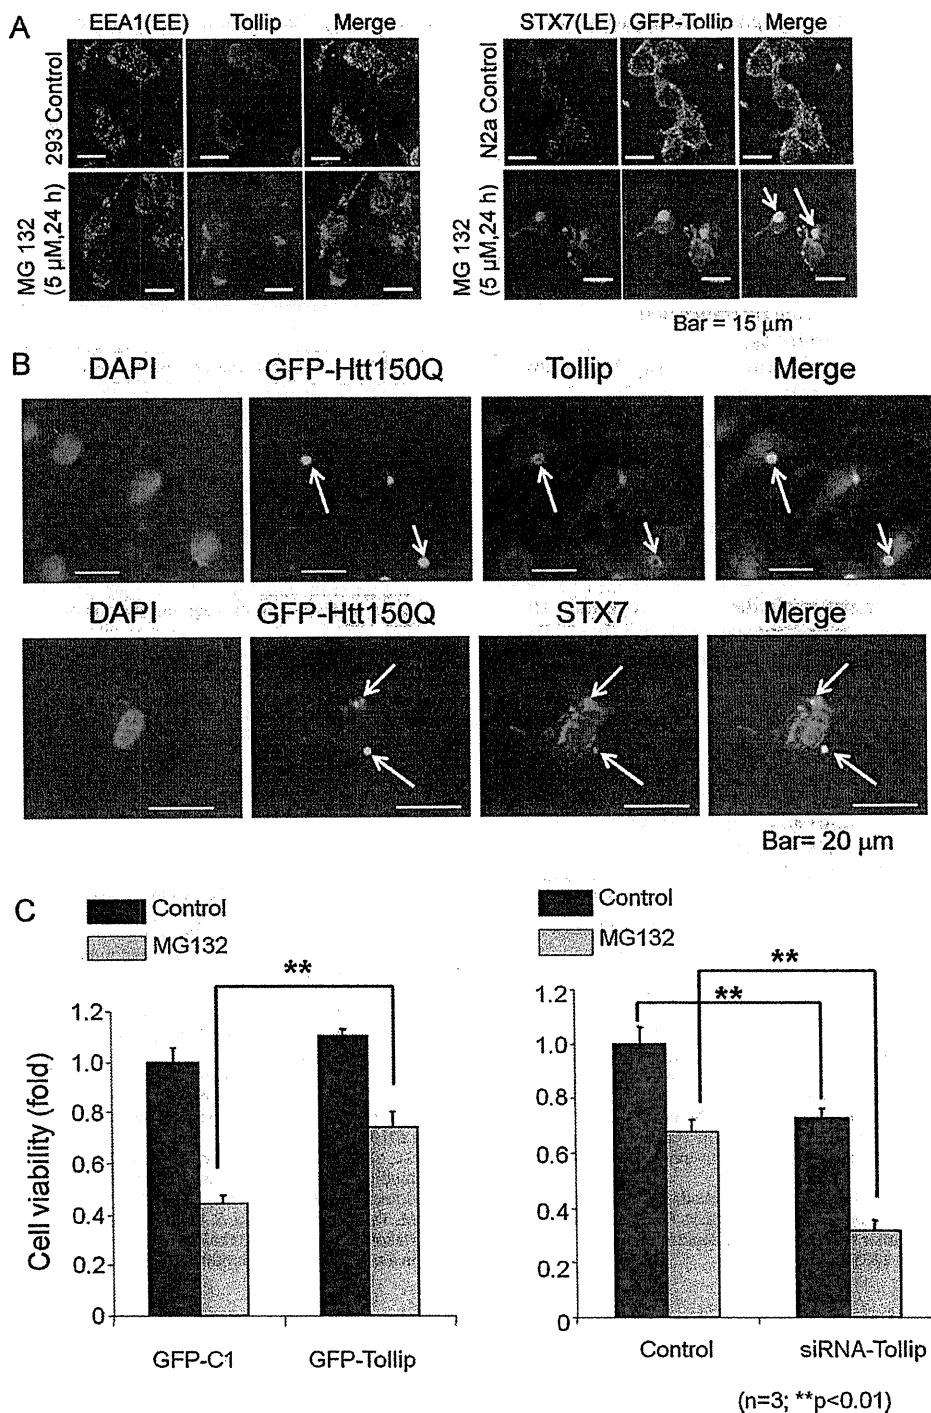 A
EEA1(EE) Tollip Merge
293 Control
MG 132
(5 µM,24 h)
STX7(LE) GFP-Tollip Merge
N2a Control
MG 132
(5 µM,24 h)
Bar = 15 µm
B
DAPI GFP-Htt150Q Tollip Merge
DAPI GFP-Htt150Q STX7 Merge
Bar= 20 µm
C
Control
MG132
**
Cell viability (fold)
1.2
1.0
0.8
0.6
0.4
0.2
0
GFP-C1 GFP-Tollip
Control
MG132
**
**
1.2
1.0
0.8
0.6
0.4
0.2
0
Control siRNA-Tollip
(n=3; **p<0.01)